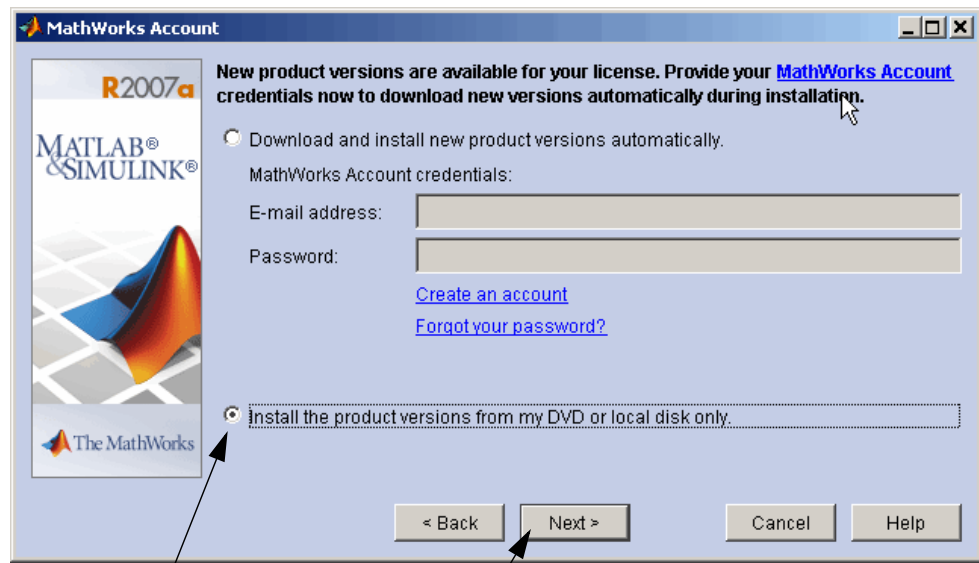 MathWorks Account
R2007a
MATLAB®
&SIMULINK®
The MathWorks
New product versions are available for your license. Provide your MathWorks Account
credentials now to download new versions automatically during installation.
Download and install new product versions automatically.
MathWorks Account credentials:
E-mail address:
Password:
Create an account
Forgot your password?
Install the product versions from my DVD or local disk only.
< Back
Next >
Cancel
Help